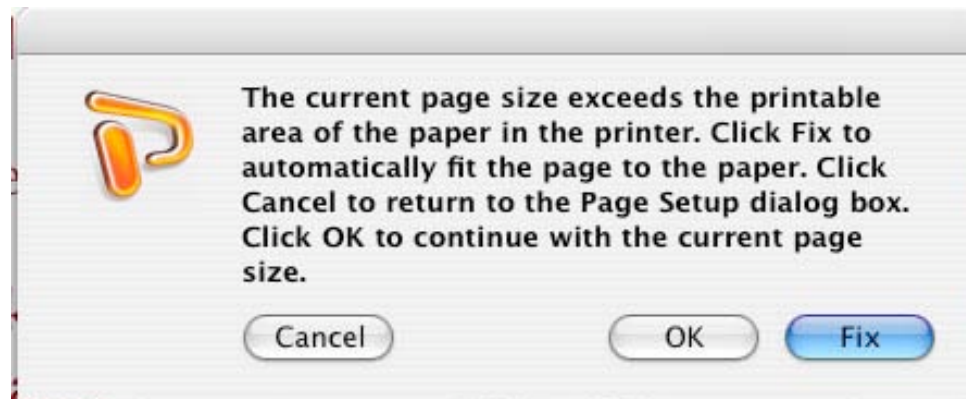 The current page size exceeds the printable
area of the paper in the printer. Click Fix to
automatically fit the page to the paper. Click
Cancel to return to the Page Setup dialog box.
Click OK to continue with the current page
size.
Cancel OK Fix